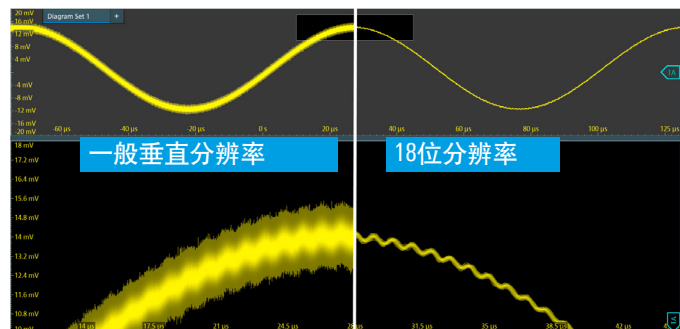 20 mV
16 mV
Diagram Set 1 +
8 mV
4 mV
-4 mV
-8 mV
-12 mV
-16 mV
-20 mV
-60 µs -40 µs -20 µs 0 s 20 µs 40 µs 60 µs 80 µs 100 µs 125 µs
1A
18 mV
一般垂直分辨率 18位分辨率
17.2 mV
16.4 mV
15.6 mV
14.8 mV
14 mV
13.2 mV
12.4 mV
11.6 mV
10.8 mV
14 µs 17.5 µs 21 µs 24.5 µs 28 31.5 µs 35 µs 38.5 µs 42 µs
1A